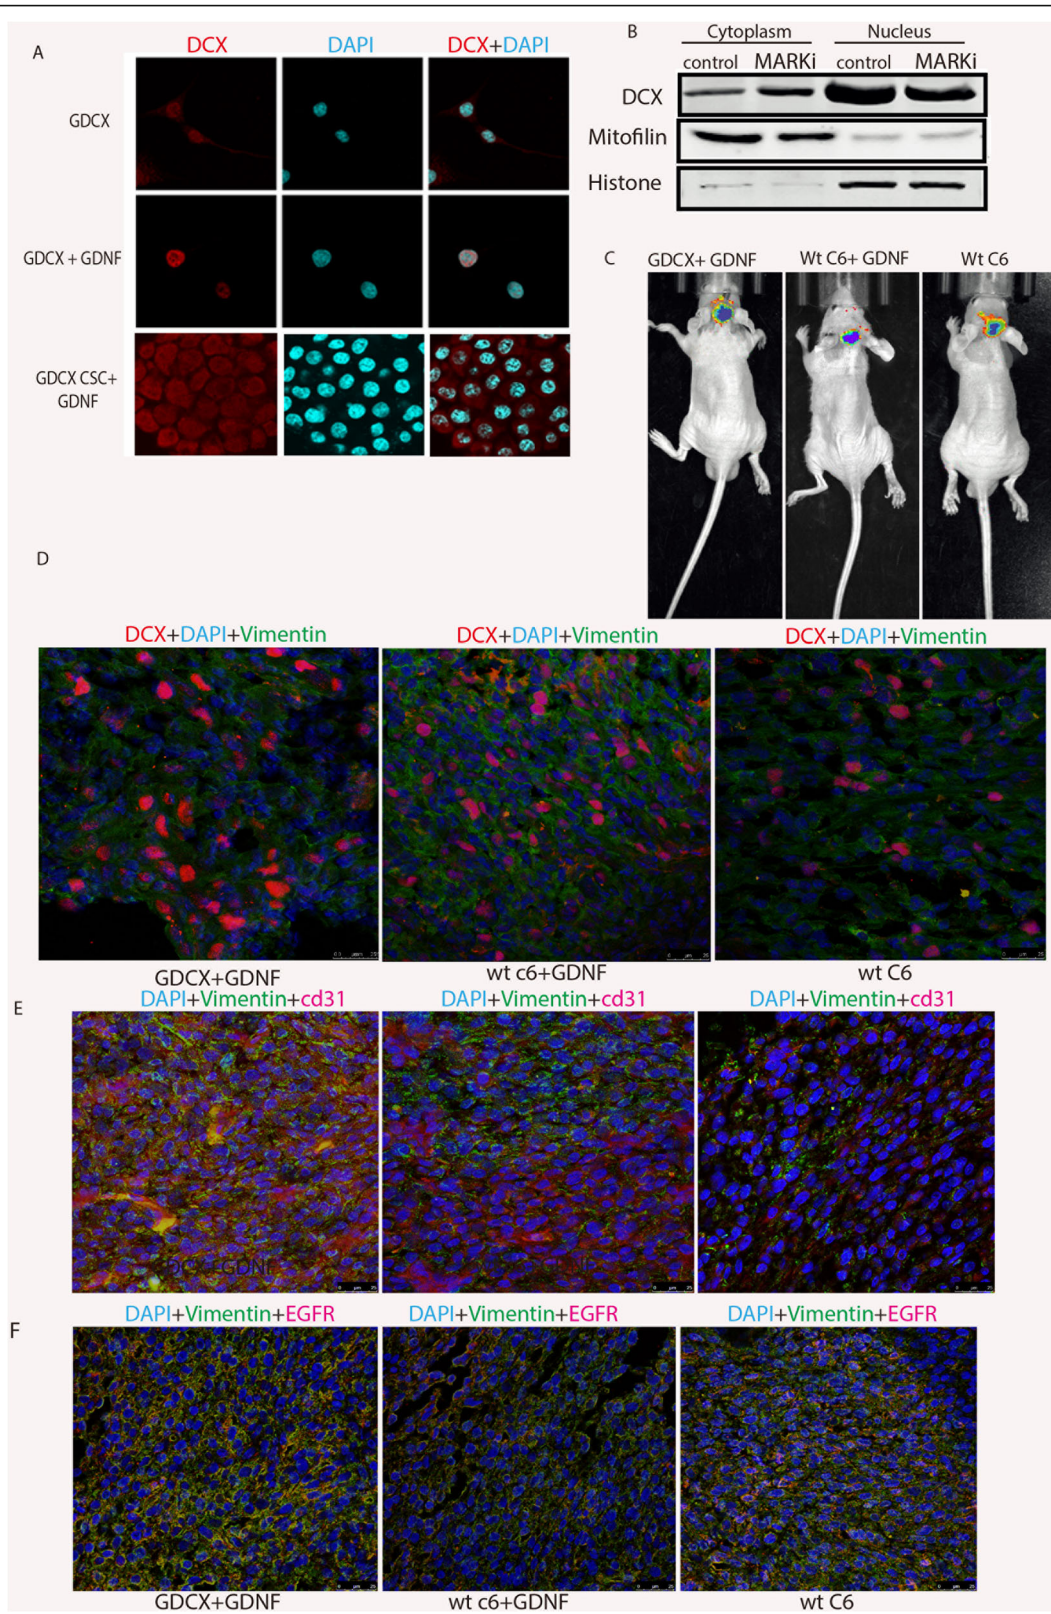 A
DCX DAPI DCX+DAPI
GDCX
GDCX + GDNF
GDCX CSC+
GDNF
B
Cytoplasm Nucleus
control MARKi control MARKi
DCX
Mitofilin
Histone
C
GDCX+ GDNF Wt C6+ GDNF Wt C6
D
DCX+DAPI+Vimentin DCX+DAPI+Vimentin DCX+DAPI+Vimentin
GDCX+GDNF wt c6+GDNF wt C6
E
DAPI+Vimentin+cd31 DAPI+Vimentin+cd31 DAPI+Vimentin+cd31
F
DAPI+Vimentin+EGFR DAPI+Vimentin+EGFR DAPI+Vimentin+EGFR
GDCX+GDNF wt c6+GDNF wt C6